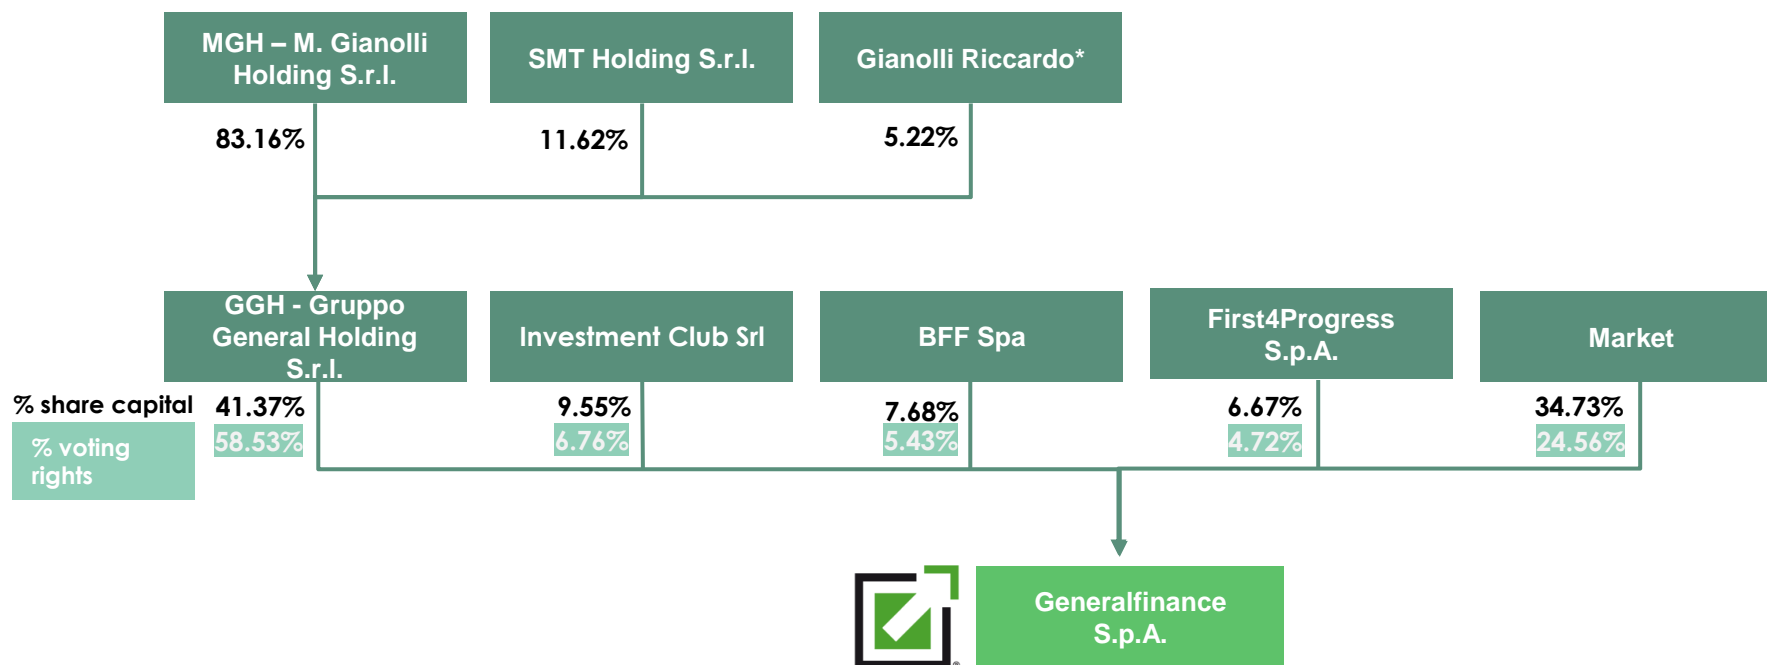 MGH – M. Gianolli
Holding S.r.l.
SMT Holding S.r.l.
Gianolli Riccardo*
83.16%
11.62%
5.22%
GGH - Gruppo
General Holding
S.r.l.
Investment Club Srl
BFF Spa
First4Progress
S.p.A.
Market
% share capital
41.37%
9.55%
7.68%
6.67%
34.73%
% voting
rights
58.53%
6.76%
5.43%
4.72%
24.56%
®
Generalfinance
S.p.A.